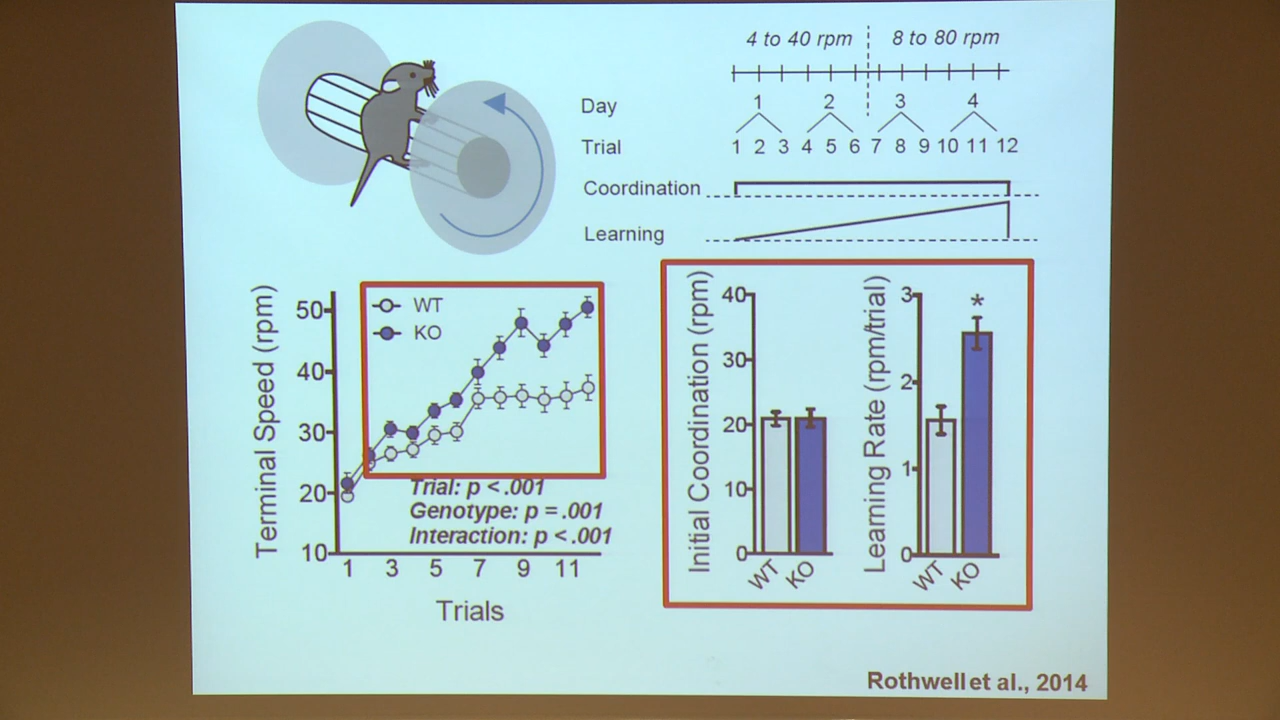 4 to 40 rpm 8 to 80 rpm
Day 1 2 3 4
Trial 1 2 3 4 5 6 7 8 9 10 11 12
Coordination
Learning
Terminal Speed (rpm)
50
40
30
20
10
WT
KO
Trial: p < .001
Genotype: p = .001
Interaction: p < .001
1 3 5 7 9 11
Trials
Initial Coordination (rpm)
40
30
20
10
0
WT KO
Learning Rate (rpm/trial)
3
2
1
0
*
WT KO
Rothwell et al., 2014